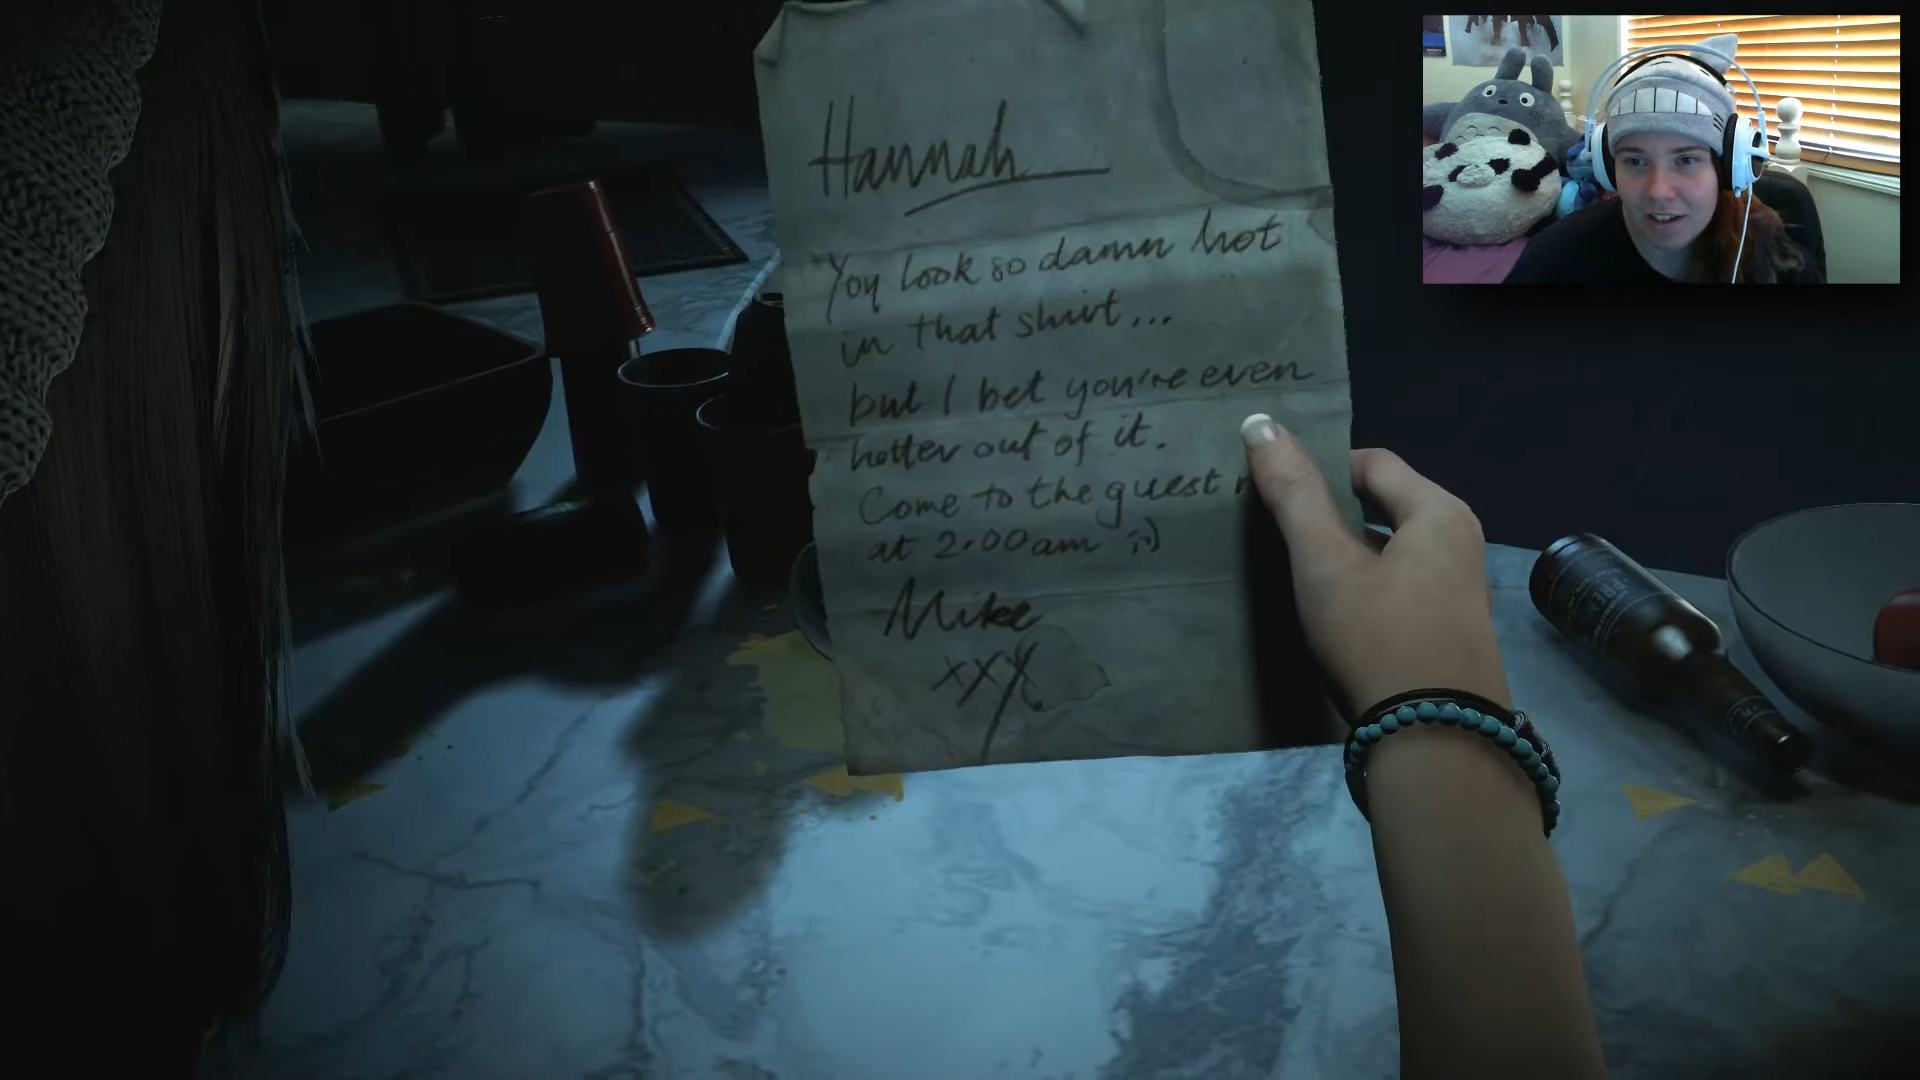 Hannah
You look so damn hot
in that shirt...
but I bet you're even
hotter out of it.
Come to the guest
at 2.00am ;)
Mike
xxx